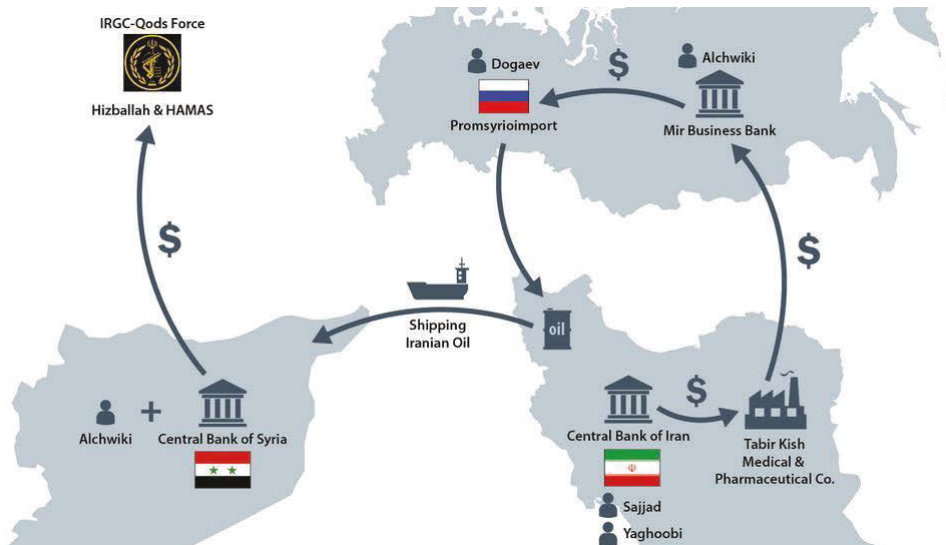 IRGC-Qods Force
Hizballah & HAMAS
$
Dogaev
Promsyrioimport
$
Alchwiki
Mir Business Bank
$
Shipping
Iranian Oil
oil
Alchwiki
+
Central Bank of Syria
Central Bank of Iran
$
Tabir Kish
Medical &
Pharmaceutical Co.
Sajjad
Yaghoobi